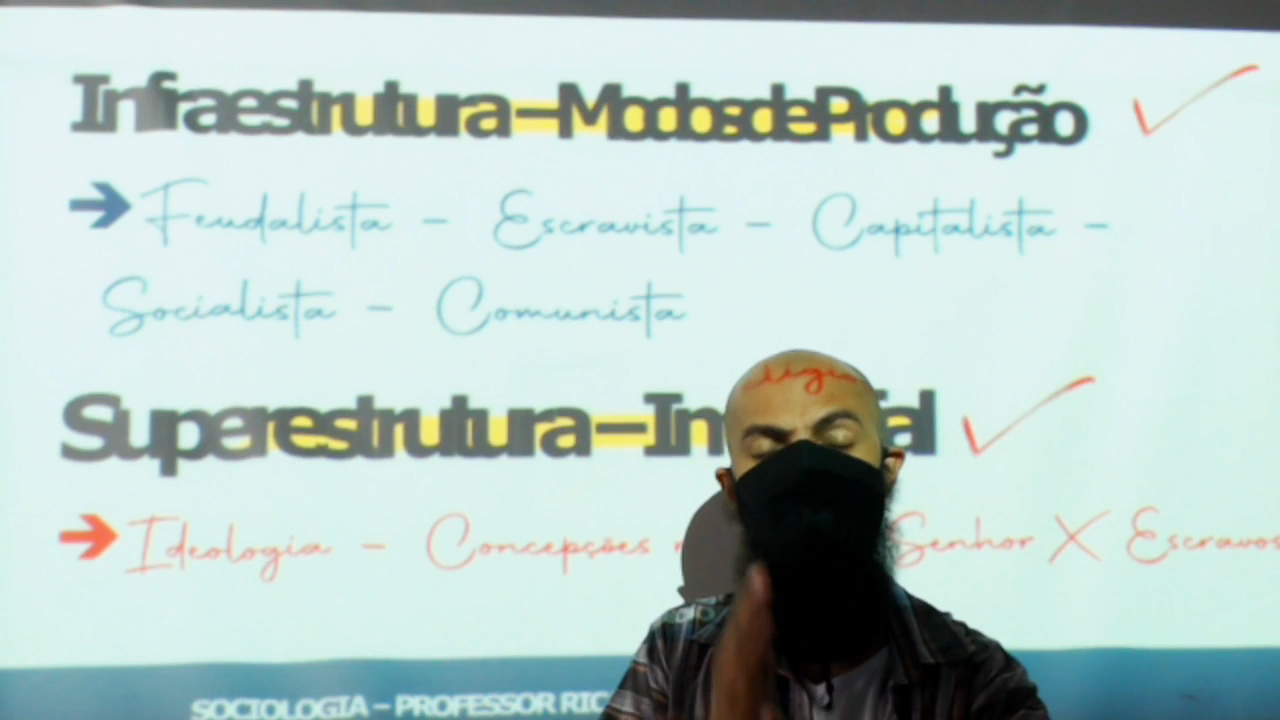 Infraestrutura – Modos de Produção
Feudalista – Escravista – Capitalista –
Socialista – Comunista
Superestrutura –
Ideologia – Concepções Senhor X Escravos
SOCIOLOGIA – PROFESSOR